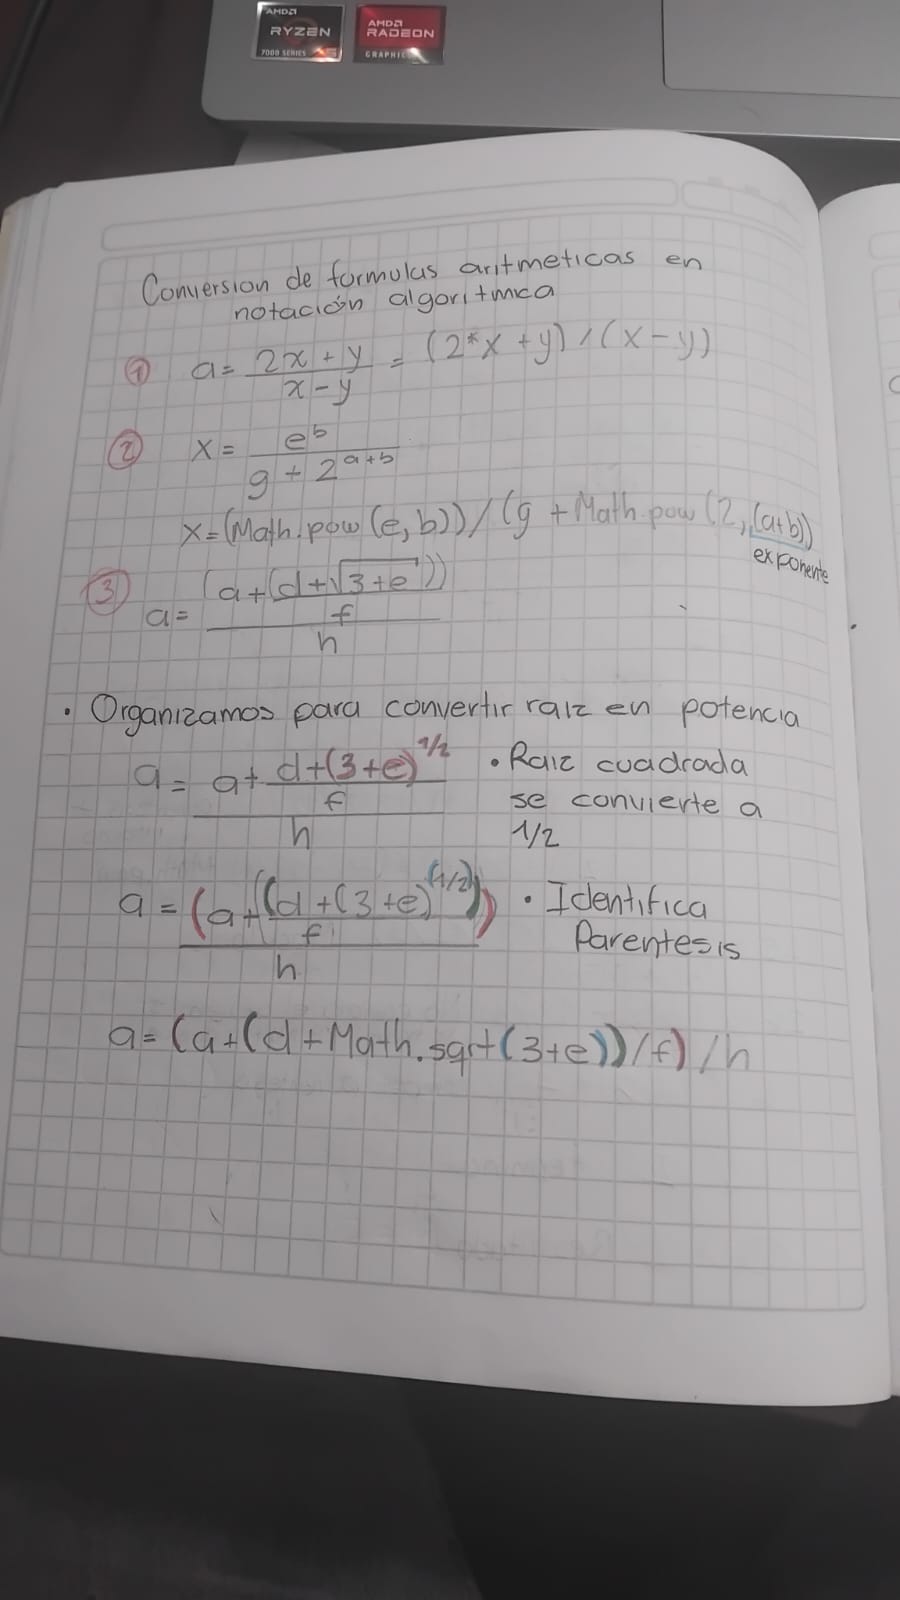 AMD
RYZEN
7000 SERIES
AMD
RADEON
GRAPHICS
Conversion de formulas aritmeticas en
notación algoritmica
① a = (2x + y) / (x - y) = (2*x + y) / (x - y)
② x = e^b / (g + 2^(a+b))
x = (Math.pow(e, b)) / (g + Math.pow(2, (a+b))
exponente
③ a = (a+(d+√(3+e)))/f / h
• Organizamos para convertir raiz en potencia
a = a + d+(3+e)^1/2 / f / h
• Raiz cuadrada
se convierte a
1/2
a = (a+((d+(3+e)^(1/2)) / f)) / h
• Identifica
Parentesis
a = (a+(d+Math.sqrt(3+e))/f)/h